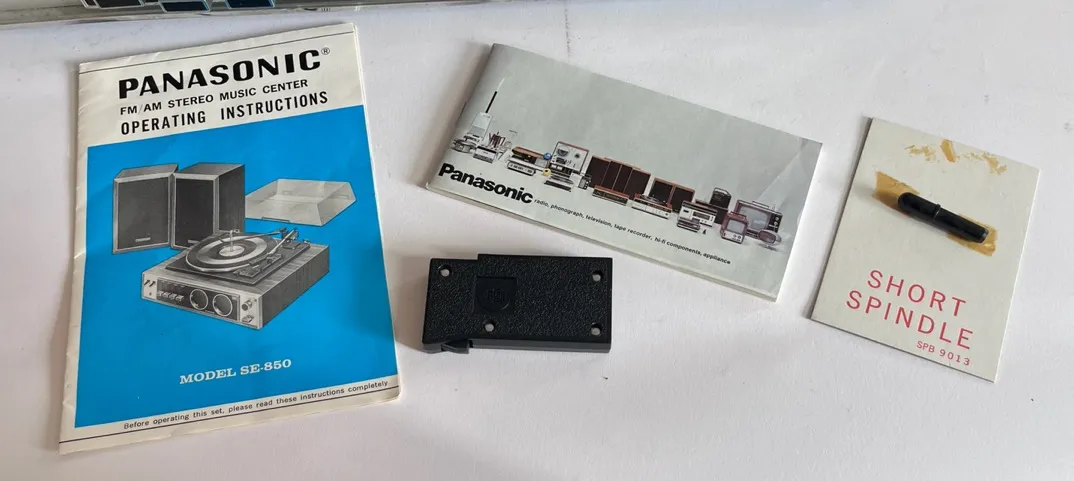 PANASONIC®
FM/AM STEREO MUSIC CENTER
OPERATING INSTRUCTIONS
MODEL SE-850
Before operating this set, please read these instructions completely
Panasonic radio, phonograph, television, tape recorder, hi-fi components, appliance
SHORT
SPINDLE
SPB 9013